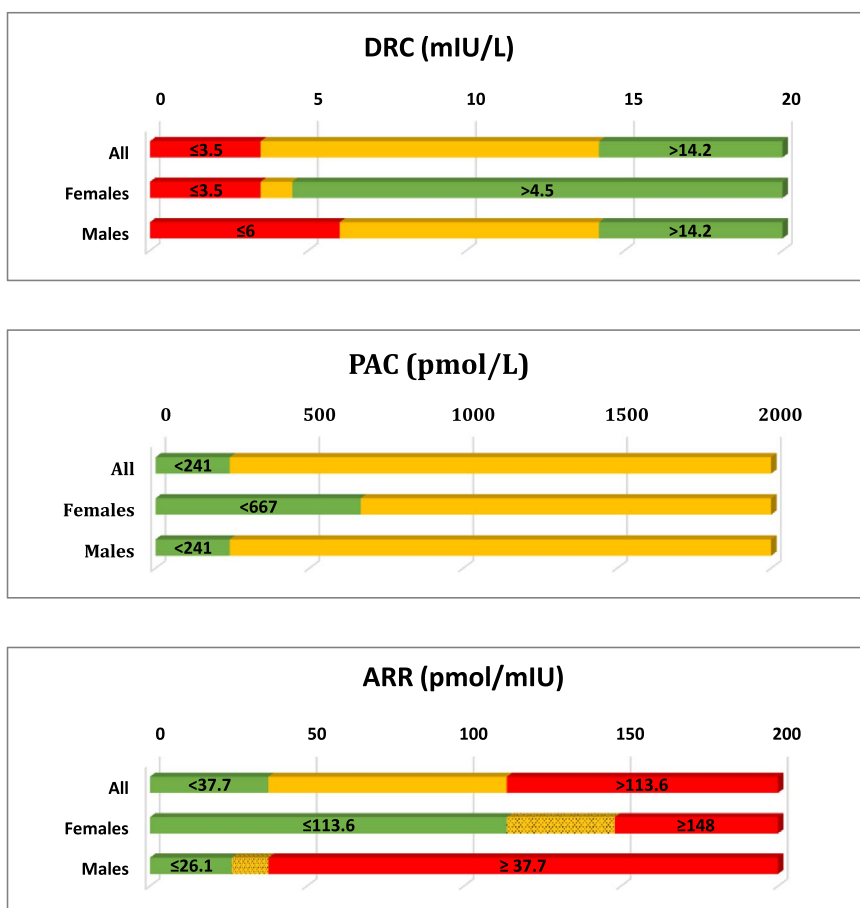 DRC (mIU/L)
0 5 10 15 20
All ≤3.5 >14.2
Females ≤3.5 >4.5
Males ≤6 >14.2
PAC (pmol/L)
0 500 1000 1500 2000
All <241
Females <667
Males <241
ARR (pmol/mIU)
0 50 100 150 200
All <37.7 >113.6
Females ≤113.6 ≥148
Males ≤26.1 ≥ 37.7